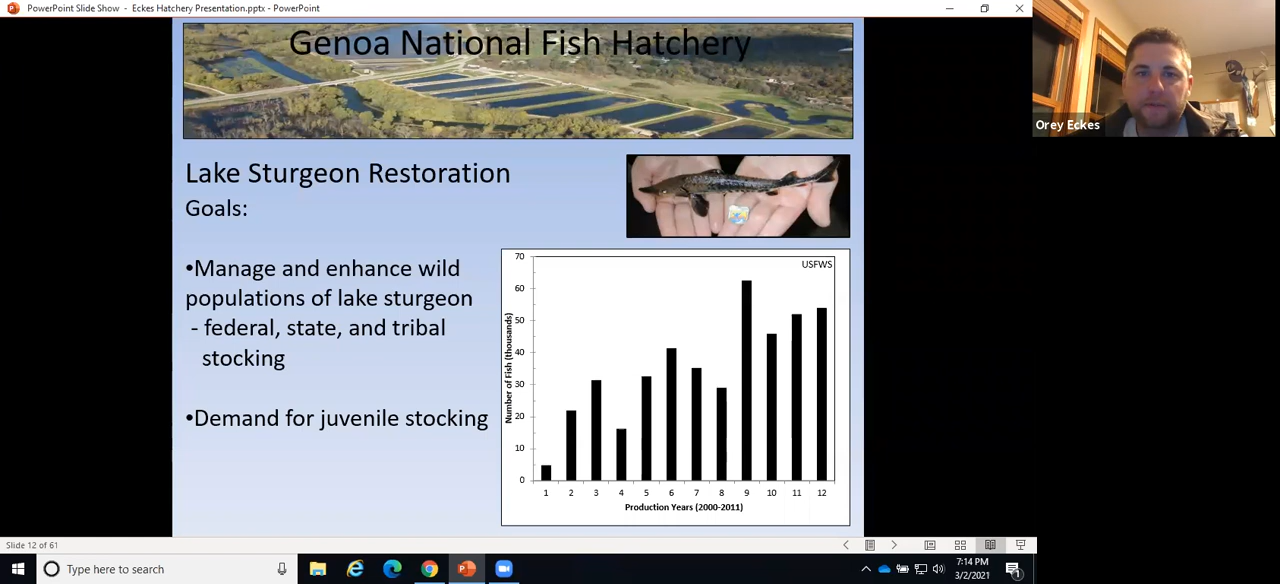 PowerPoint Slide Show - Eckes Hatchery Presentation.pptx - PowerPoint
Genoa National Fish Hatchery
Orey Eckes
Lake Sturgeon Restoration
Goals:
•Manage and enhance wild
populations of lake sturgeon
- federal, state, and tribal
stocking
•Demand for juvenile stocking
USFWS
Number of Fish (thousands)
70
60
50
40
30
20
10
0
1 2 3 4 5 6 7 8 9 10 11 12
Production Years (2000-2011)
Slide 12 of 61
Type here to search
7:14 PM
3/2/2021
1